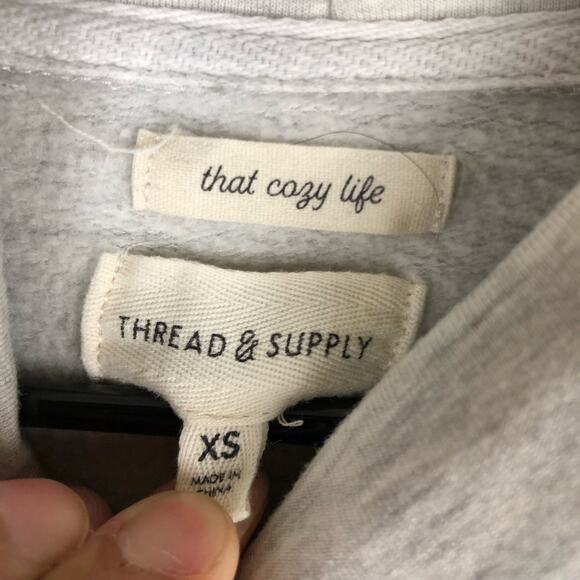 that cozy life
THREAD & SUPPLY
XS
MADE IN
CHINA